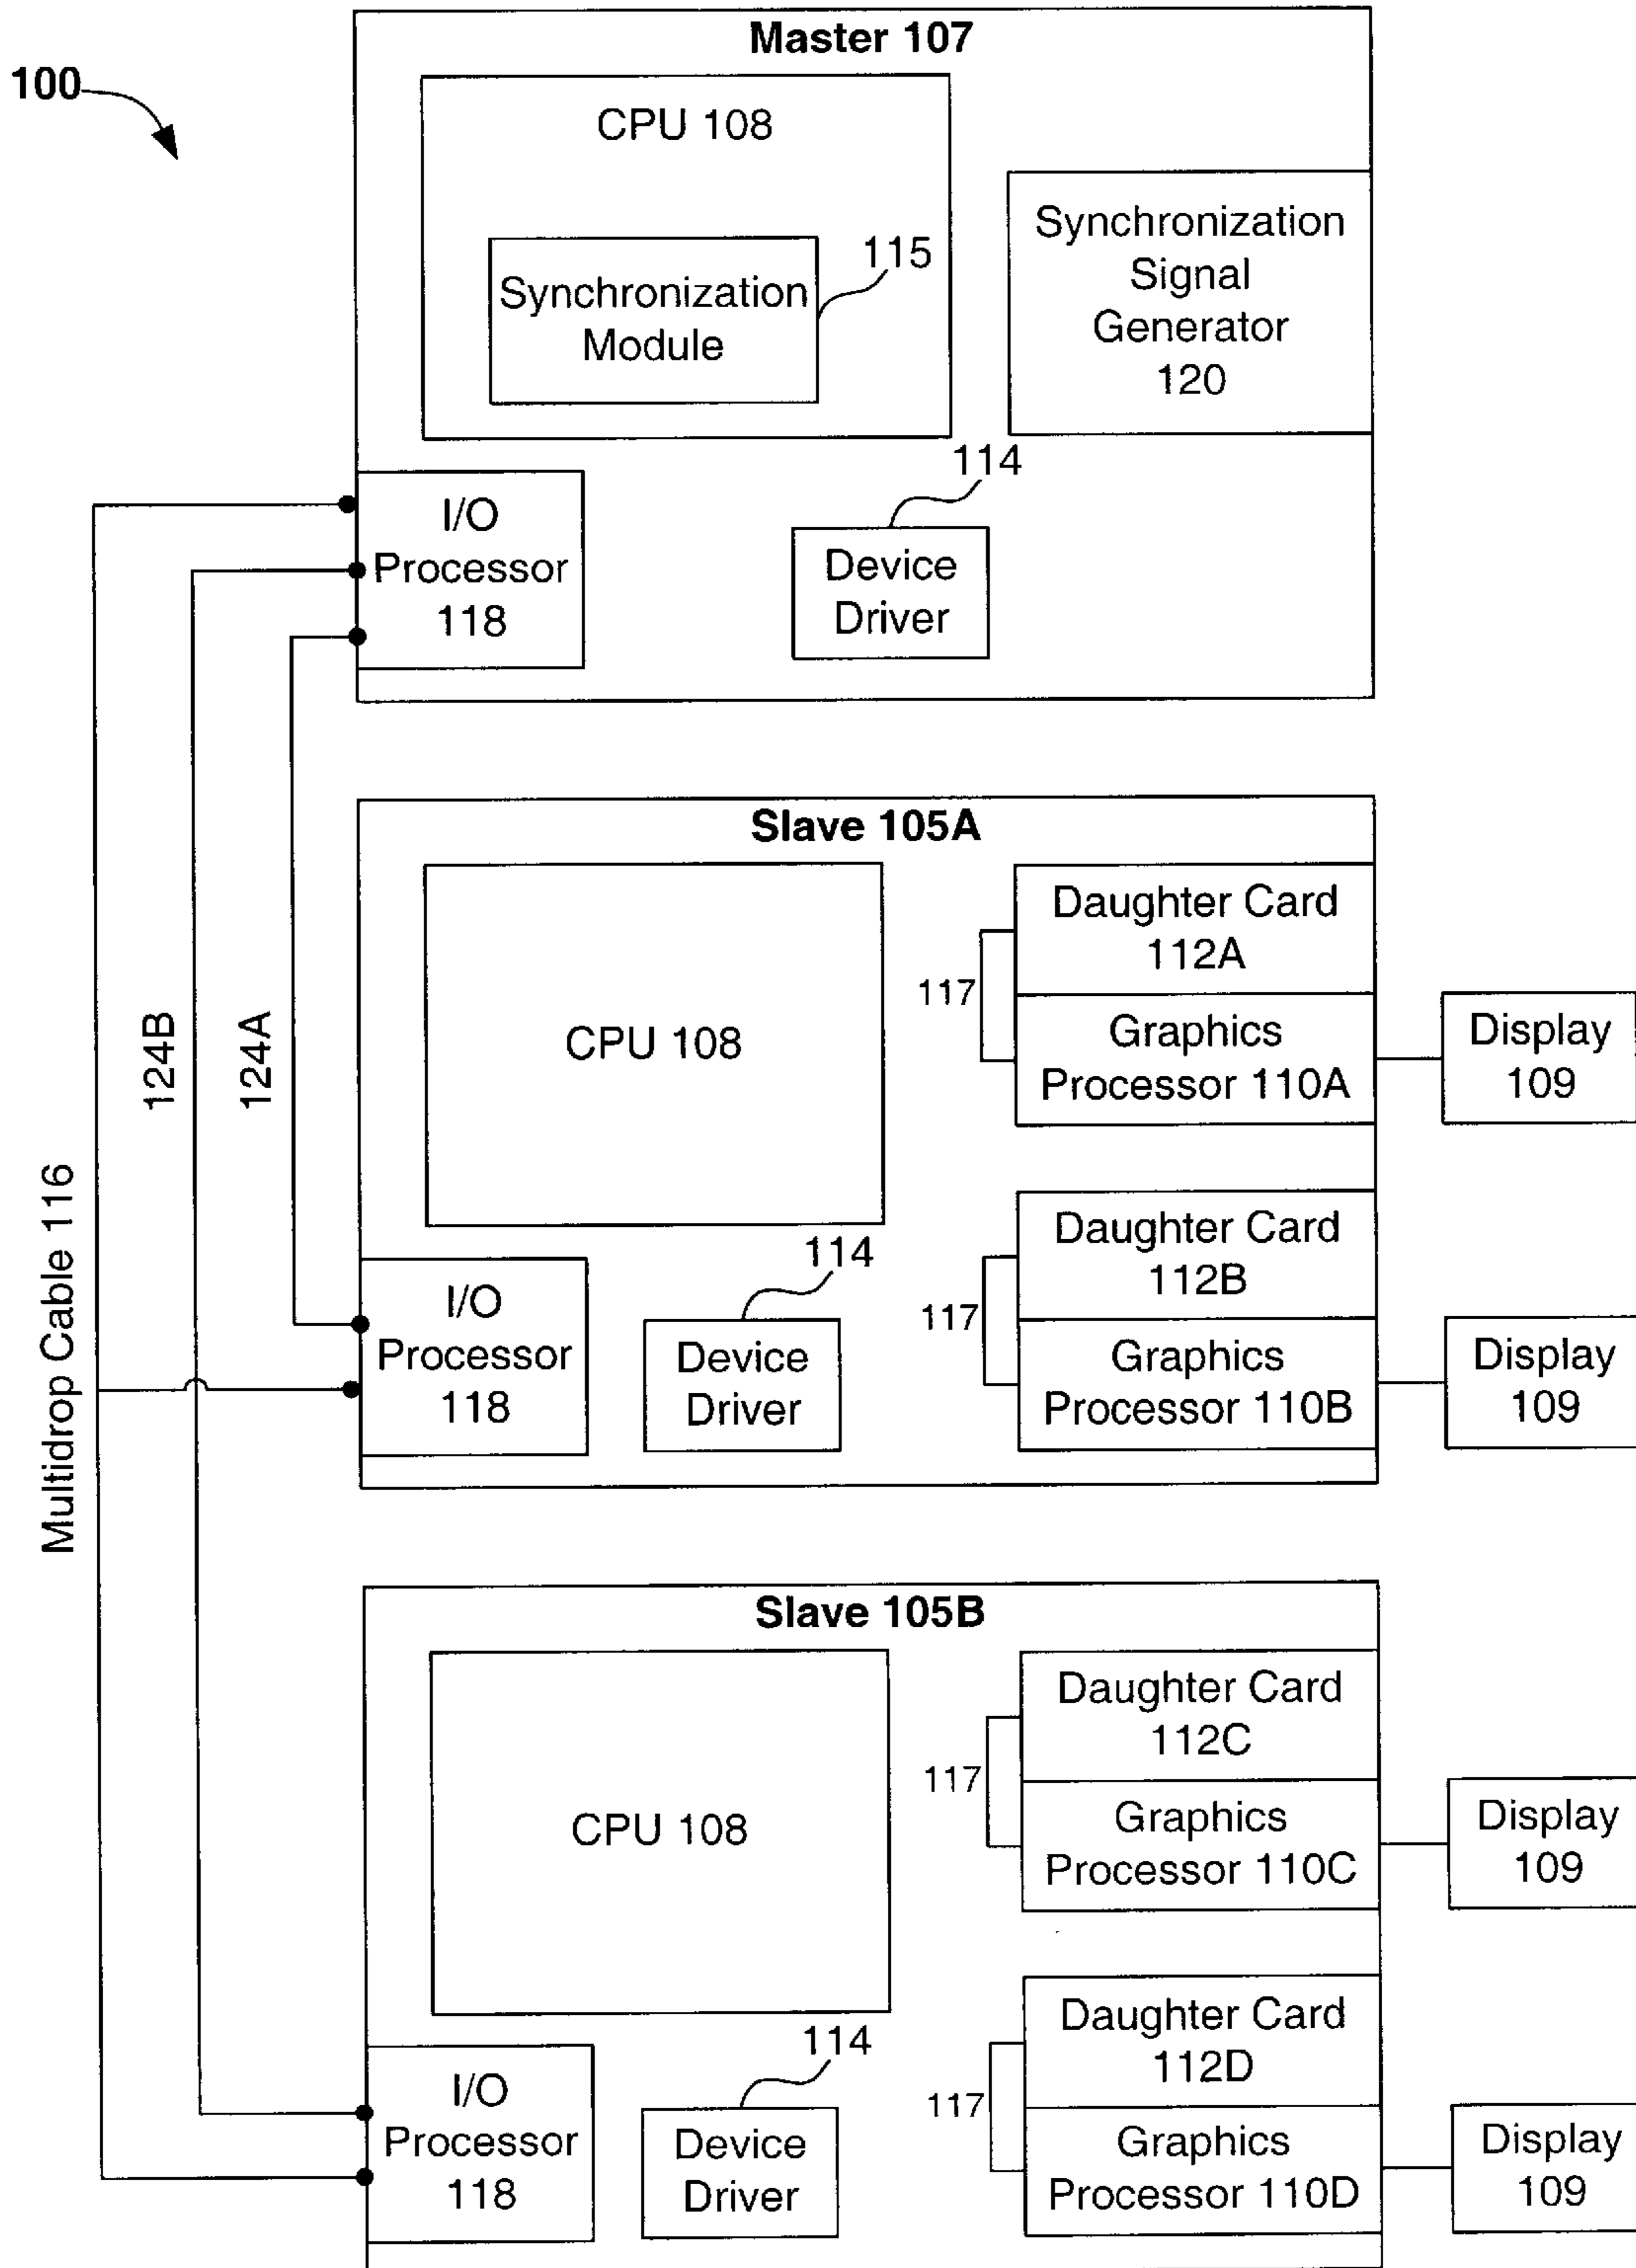 100
Master 107
CPU 108
Synchronization
Module
115
Synchronization
Signal
Generator
120
I/O
Processor
118
114
Device
Driver
Multidrop Cable 116
124B
124A
Slave 105A
CPU 108
Daughter Card
112A
117
Graphics
Processor 110A
Display
109
Daughter Card
112B
117
Graphics
Processor 110B
Display
109
I/O
Processor
118
114
Device
Driver
Slave 105B
CPU 108
Daughter Card
112C
117
Graphics
Processor 110C
Display
109
Daughter Card
112D
117
Graphics
Processor 110D
Display
109
I/O
Processor
118
114
Device
Driver